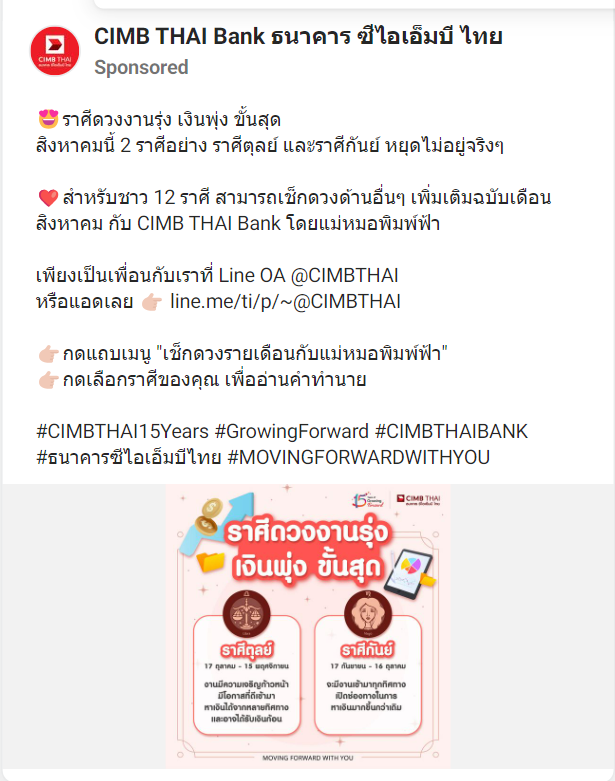 CIMB THAI Bank ธนาคาร ซีไอเอ็มบี ไทย
CIMB THAI
Sponsored
😍ราศีดวงงานรุ่ง เงินพุ่ง ขั้นสุด
สิงหาคมนี้ 2 ราศีอย่าง ราศีตุลย์ และราศีกันย์ หยุดไม่อยู่จริงๆ
❤️สำหรับชาว 12 ราศี สามารถเช็กดวงด้านอื่นๆ เพิ่มเติมฉบับเดือน
สิงหาคม กับ CIMB THAI Bank โดยแม่หมอพิมพ์ฟ้า
เพียงเป็นเพื่อนกับเราที่ Line OA @CIMBTHAI
หรือแอดเลย 👉🏻 line.me/ti/p/~@CIMBTHAI
👉🏻กดแถบเมนู "เช็กดวงรายเดือนกับแม่หมอพิมพ์ฟ้า"
👉🏻กดเลือกราศีของคุณ เพื่ออ่านคำทำนาย
#CIMBTHAI15Years #GrowingForward #CIMBTHAIBANK
#ธนาคารซีไอเอ็มบีไทย #MOVINGFORWARDWITHYOU
15 CIMB THAI
ราศีดวงงานรุ่ง
เงินพุ่ง ขั้นสุด
ราศีตุลย์
17 ตุลาคม - 15 พฤศจิกายน
งานมีความเจริญก้าวหน้า
มีโอกาสที่ดีเข้ามา
หาเงินได้จากหลายทิศทาง
และอาจได้รับเงินก้อน
ราศีกันย์
17 กันยายน - 16 ตุลาคม
จะมีงานเข้ามาทุกทิศทาง
เปิดช่องทางในการ
หาเงินมากขึ้นกว่าเดิม
MOVING FORWARD WITH YOU